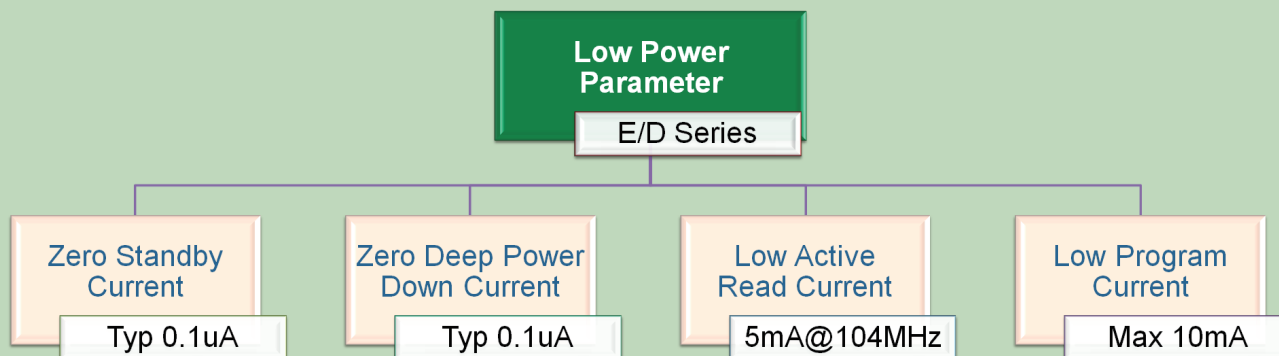 Low Power
Parameter
E/D Series
Zero Standby
Current
Typ 0.1uA
Zero Deep Power
Down Current
Typ 0.1uA
Low Active
Read Current
5mA@104MHz
Low Program
Current
Max 10mA